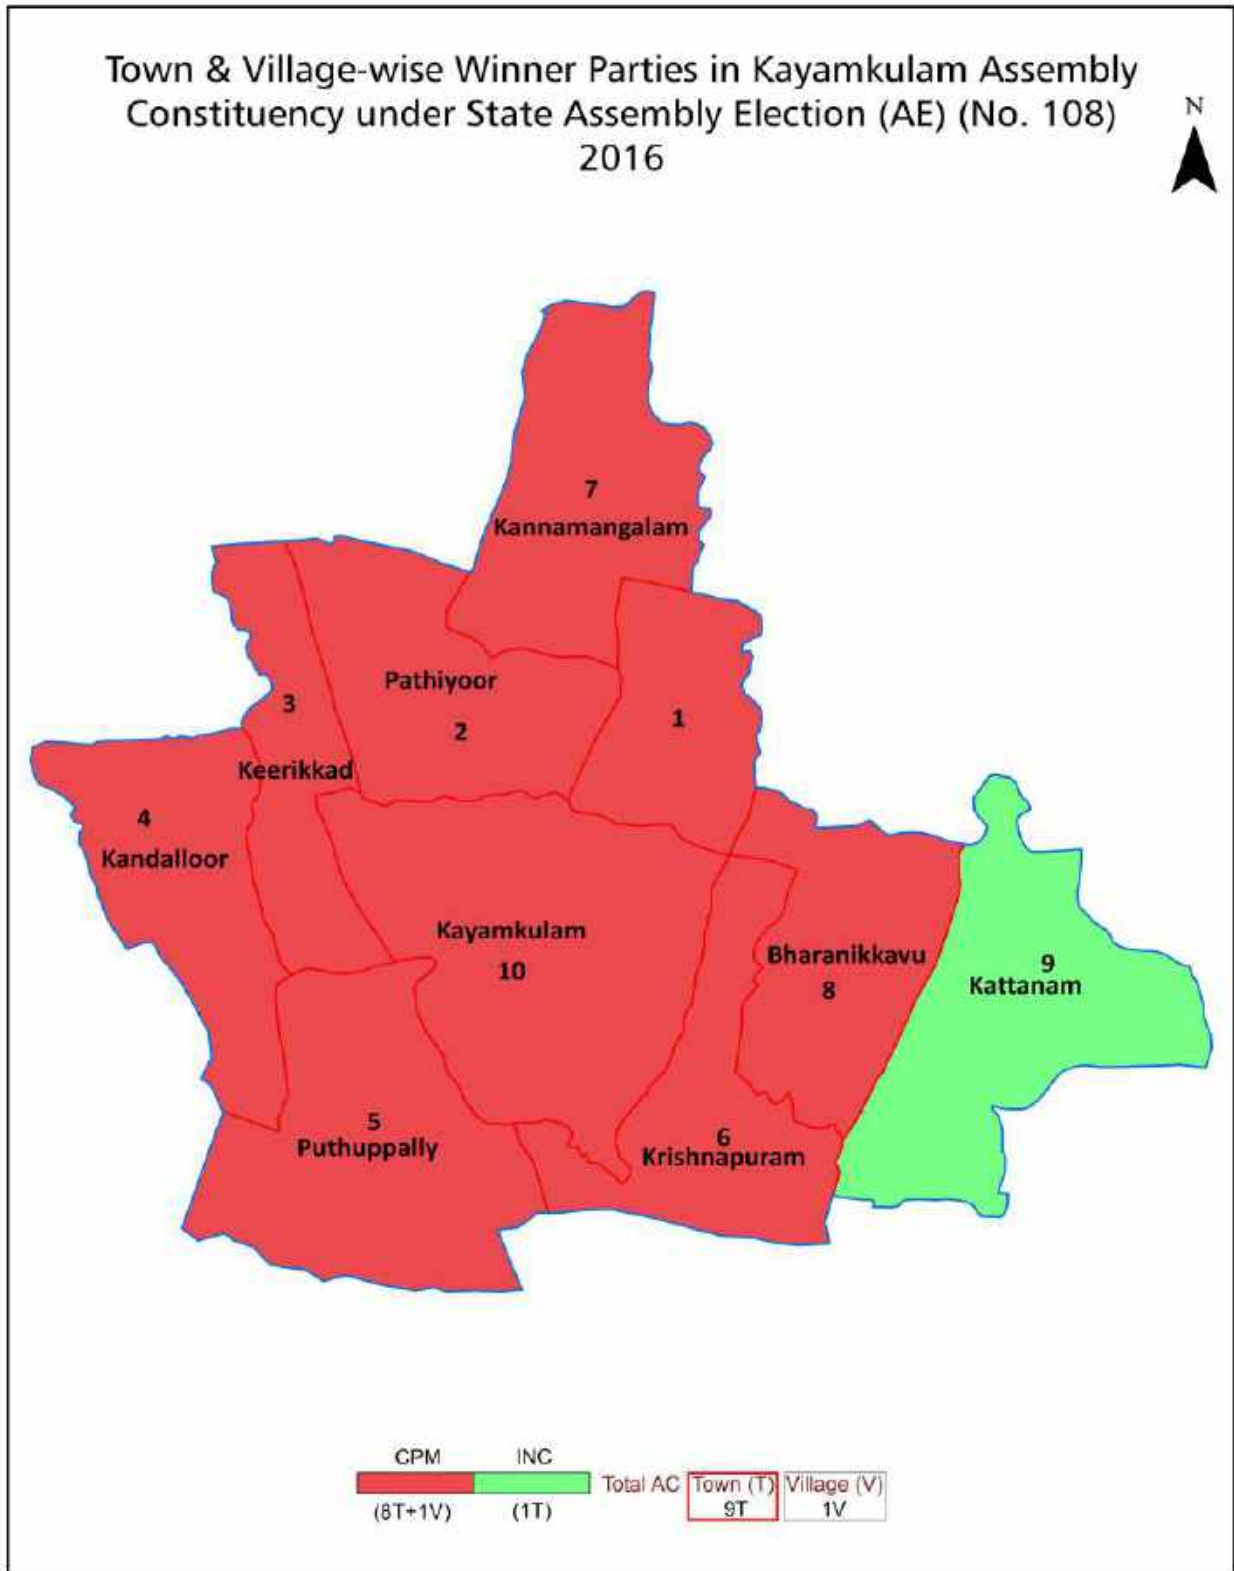 Town & Village-wise Winner Parties in Kayamkulam Assembly
Constituency under State Assembly Election (AE) (No. 108)
2016
N
7
Kannamangalam
Pathiyoor
2
3
1
Keerikkad
4
Kandalloor
Kayamkulam
10
Bharanikkavu
8
9
Kattanam
5
Puthuppally
6
Krishnapuram
CPM INC
Total AC Town (T) Village (V)
(8T+1V) (1T) 9T 1V